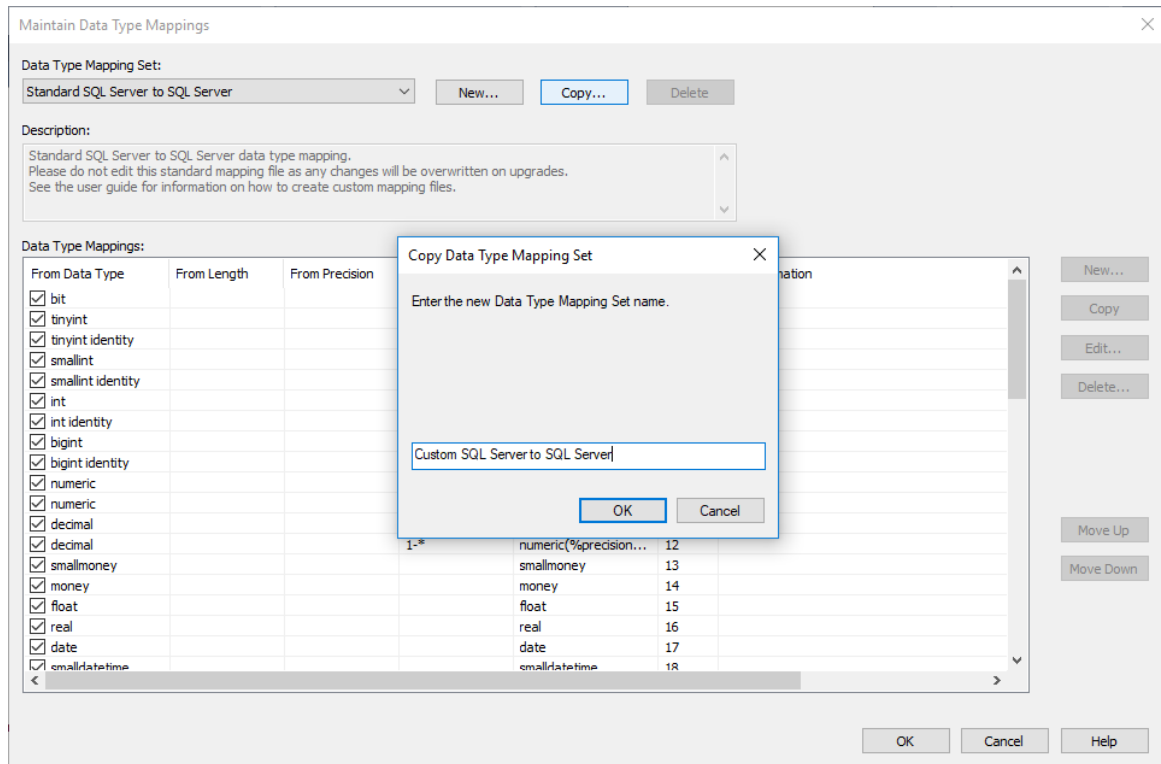 Maintain Data Type Mappings
Data Type Mapping Set:
Standard SQL Server to SQL Server
New...
Copy...
Delete
Description:
Standard SQL Server to SQL Server data type mapping.
Please do not edit this standard mapping file as any changes will be overwritten on upgrades.
See the user guide for information on how to create custom mapping files.
Data Type Mappings:
From Data Type From Length From Precision
bit
tinyint
tinyint identity
smallint
smallint identity
int
int identity
bigint
bigint identity
numeric
numeric
decimal
decimal 1-* numeric(%precision... 12
smallmoney smallmoney 13
money money 14
float float 15
real real 16
date date 17
smalldatetime smalldatetime 18
Copy Data Type Mapping Set
Enter the new Data Type Mapping Set name.
Custom SQL Server to SQL Server
OK
Cancel
New...
Copy
Edit...
Delete...
Move Up
Move Down
OK
Cancel
Help